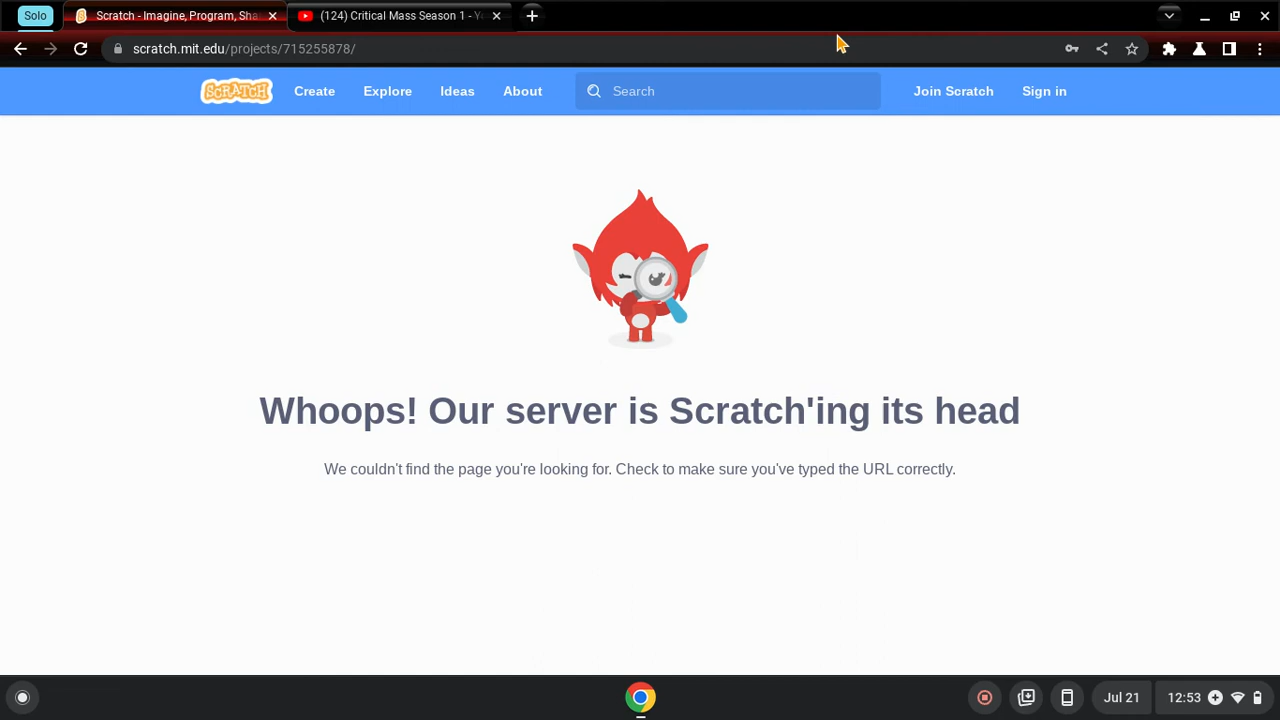 Solo
Scratch - Imagine, Program, Sha
(124) Critical Mass Season 1 - Yo
scratch.mit.edu/projects/715255878/
SCRATCH
Create
Explore
Ideas
About
Search
Join Scratch
Sign in
Whoops! Our server is Scratch'ing its head
We couldn't find the page you're looking for. Check to make sure you've typed the URL correctly.
Jul 21
12:53